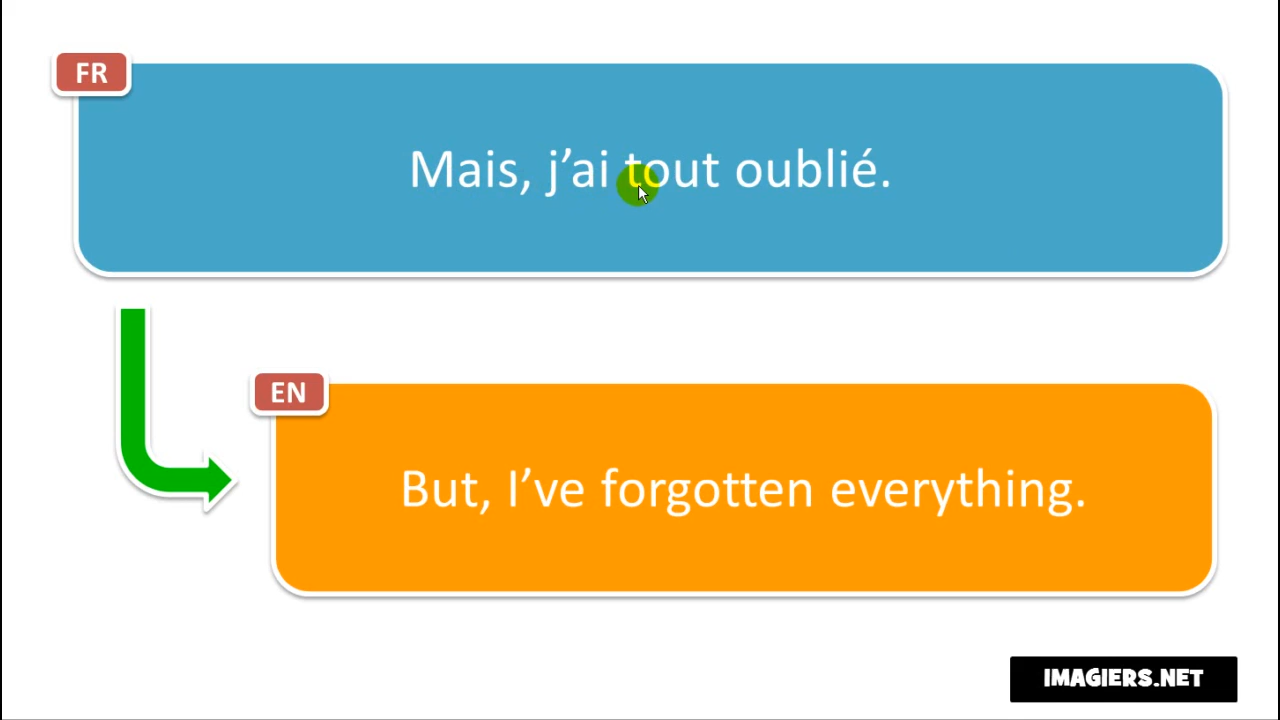 FR
Mais, j’ai tout oublié.
EN
But, I’ve forgotten everything.
IMAGIERS.NET